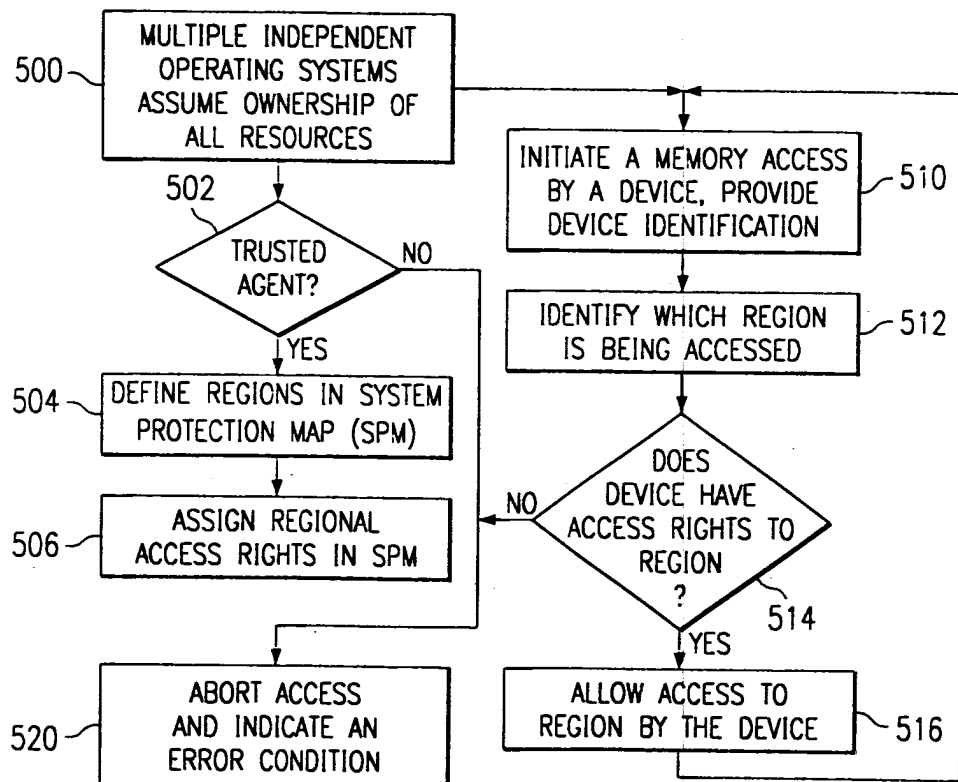 500
MULTIPLE INDEPENDENT
OPERATING SYSTEMS
ASSUME OWNERSHIP OF
ALL RESOURCES
502
TRUSTED
AGENT?
NO
YES
504
DEFINE REGIONS IN SYSTEM
PROTECTION MAP (SPM)
506
ASSIGN REGIONAL
ACCESS RIGHTS IN SPM
520
ABORT ACCESS
AND INDICATE AN
ERROR CONDITION
INITIATE A MEMORY ACCESS
BY A DEVICE, PROVIDE
DEVICE IDENTIFICATION
510
IDENTIFY WHICH REGION
IS BEING ACCESSED
512
DOES
DEVICE HAVE
ACCESS RIGHTS TO
REGION
?
NO
514
YES
ALLOW ACCESS TO
REGION BY THE DEVICE
516